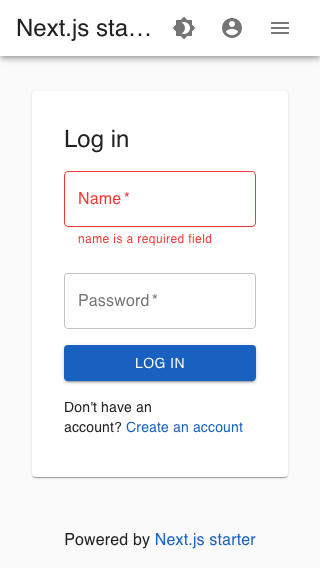 Next.js sta...
Log in
Name *
name is a required field
Password *
LOG IN
Don't have an
account? Create an account
Powered by Next.js starter